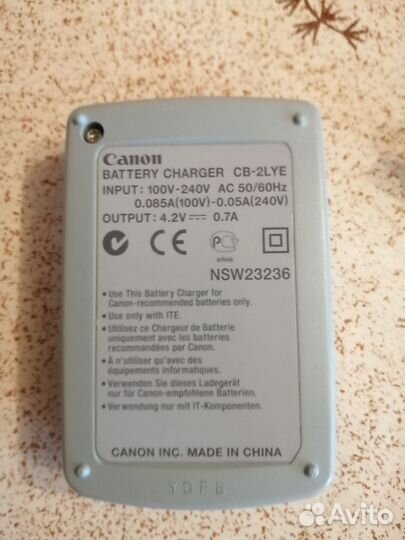 Canon
BATTERY CHARGER CB-2LYE
INPUT: 100V-240V AC 50/60Hz
0.085A(100V)-0.05A(240V)
OUTPUT: 4.2V⎓ 0.7A
CE
АЯ46
NSW23236
• Use This Battery Charger for
Canon-recommended batteries only.
• Use only with ITE.
• Utilisez ce Chargeur de Batterie
uniquement avec les batteries
recommandées par Canon.
• À n'utiliser qu'avec des
équipements informatiques.
• Verwenden Sie dieses Ladegerät
nur für Canon-empfohlene Batterien.
• Verwendung nur mit IT-Komponenten.
CANON INC. MADE IN CHINA
YDFB
Avito